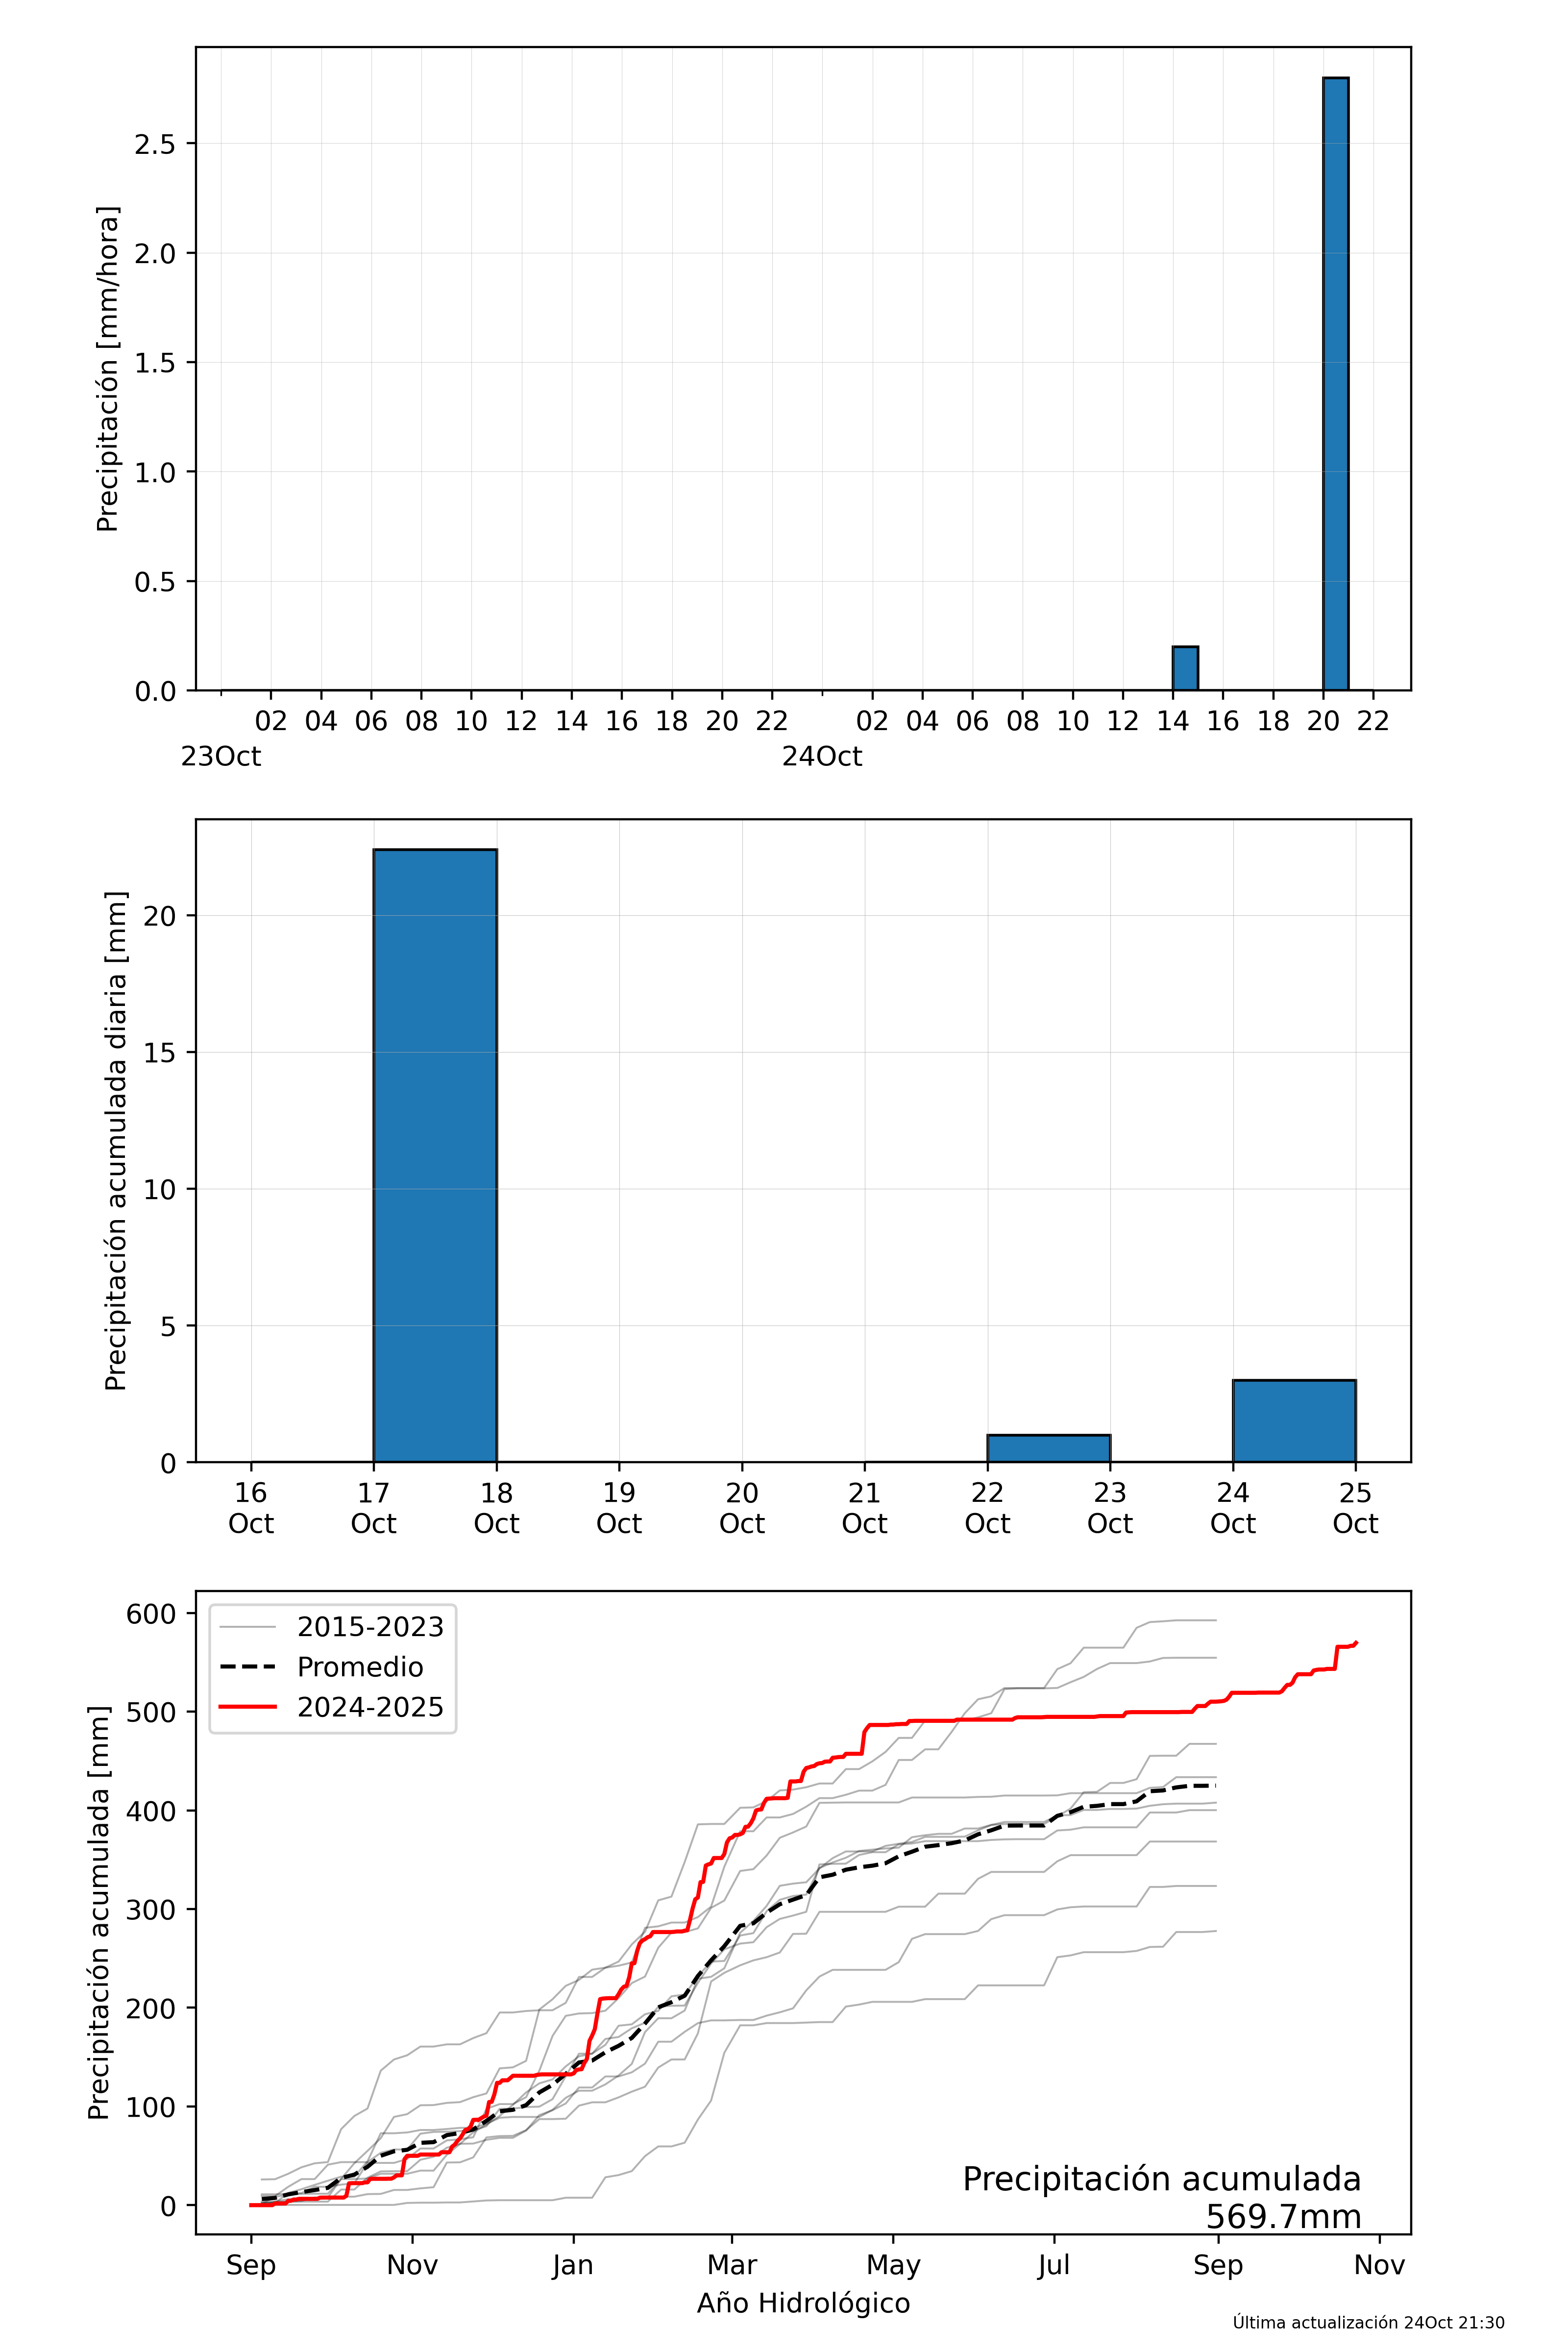 Precipitación [mm/hora]
2.5
2.0
1.5
1.0
0.5
0.0
02 04 06 08 10 12 14 16 18 20 22 02 04 06 08 10 12 14 16 18 20 22
23Oct 24Oct
Precipitación acumulada diaria [mm]
20
15
10
5
0
16 17 18 19 20 21 22 23 24 25
Oct Oct Oct Oct Oct Oct Oct Oct Oct Oct
Precipitación acumulada [mm]
600
500
400
300
200
100
0
2015-2023
Promedio
2024-2025
Precipitación acumulada
569.7mm
Sep Nov Jan Mar May Jul Sep Nov
Año Hidrológico
Última actualización 24Oct 21:30